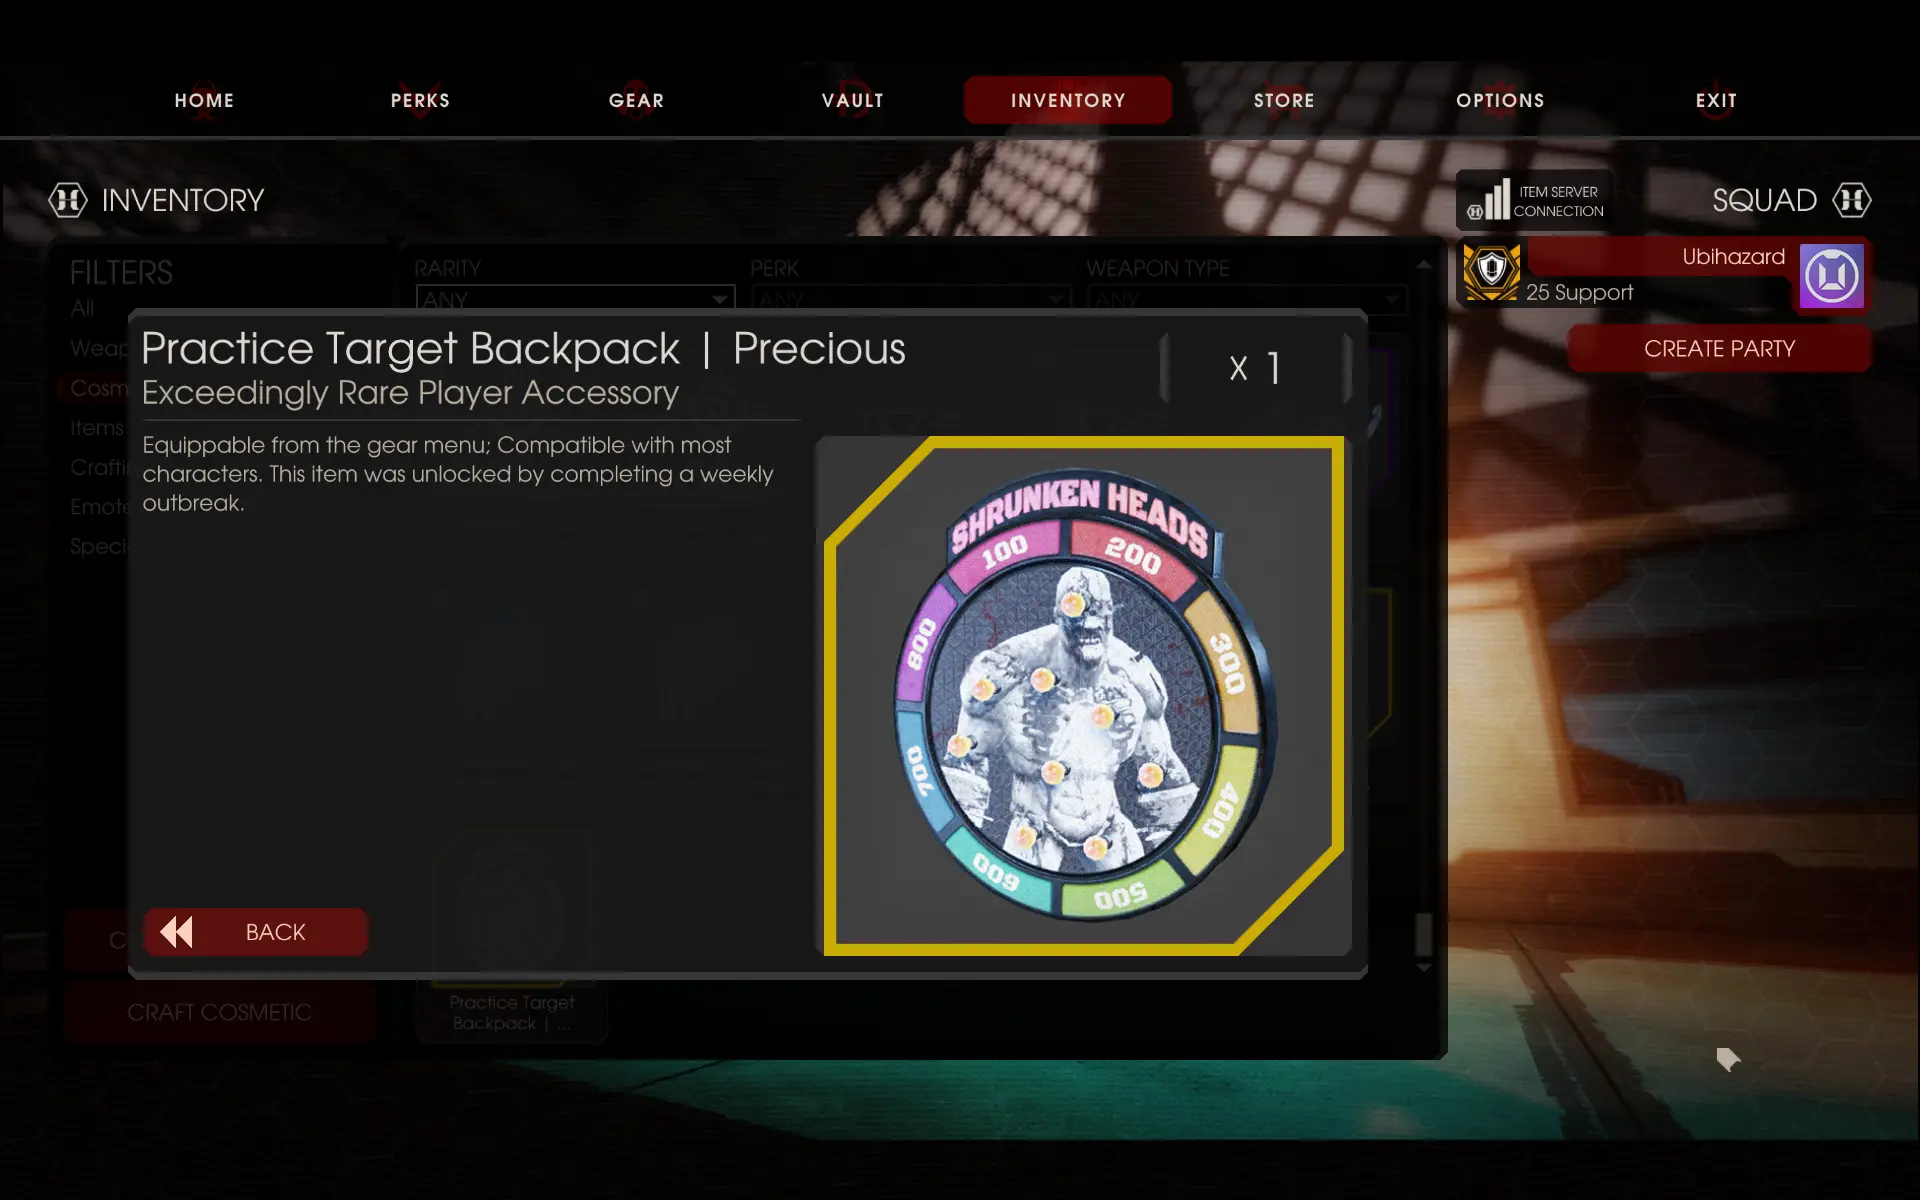 HOME
PERKS
GEAR
VAULT
INVENTORY
STORE
OPTIONS
EXIT
INVENTORY
ITEM SERVER
CONNECTION
SQUAD
Ubihazard
25 Support
CREATE PARTY
FILTERS
All
Weap
Cosm
Items
Crafti
Emote
Speci
RARITY
ANY
PERK
ANY
WEAPON TYPE
ANY
Practice Target Backpack | Precious
Exceedingly Rare Player Accessory
X 1
Equippable from the gear menu; Compatible with most
characters. This item was unlocked by completing a weekly
outbreak.
SHRUNKEN HEADS
100
200
300
400
500
600
700
800
BACK
C
CRAFT COSMETIC
Practice Target
Backpack | ...